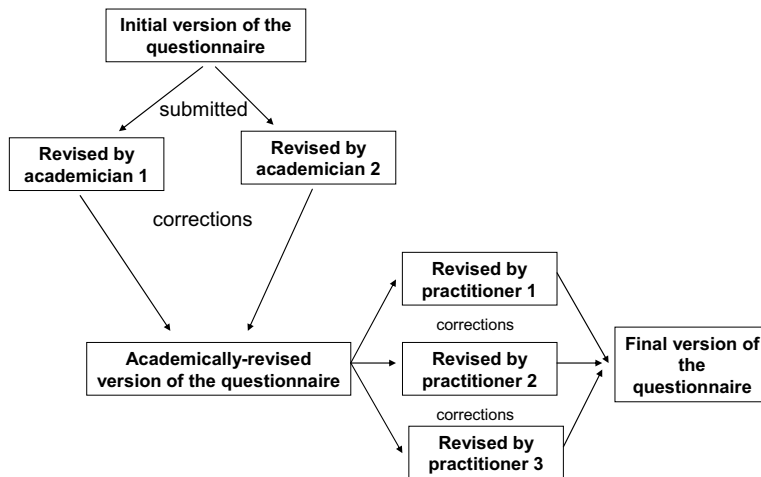 Initial version of the
questionnaire
submitted
Revised by
academician 1
Revised by
academician 2
corrections
Revised by
practitioner 1
corrections
Academically-revised
version of the questionnaire
Revised by
practitioner 2
Final version of
the
questionnaire
corrections
Revised by
practitioner 3